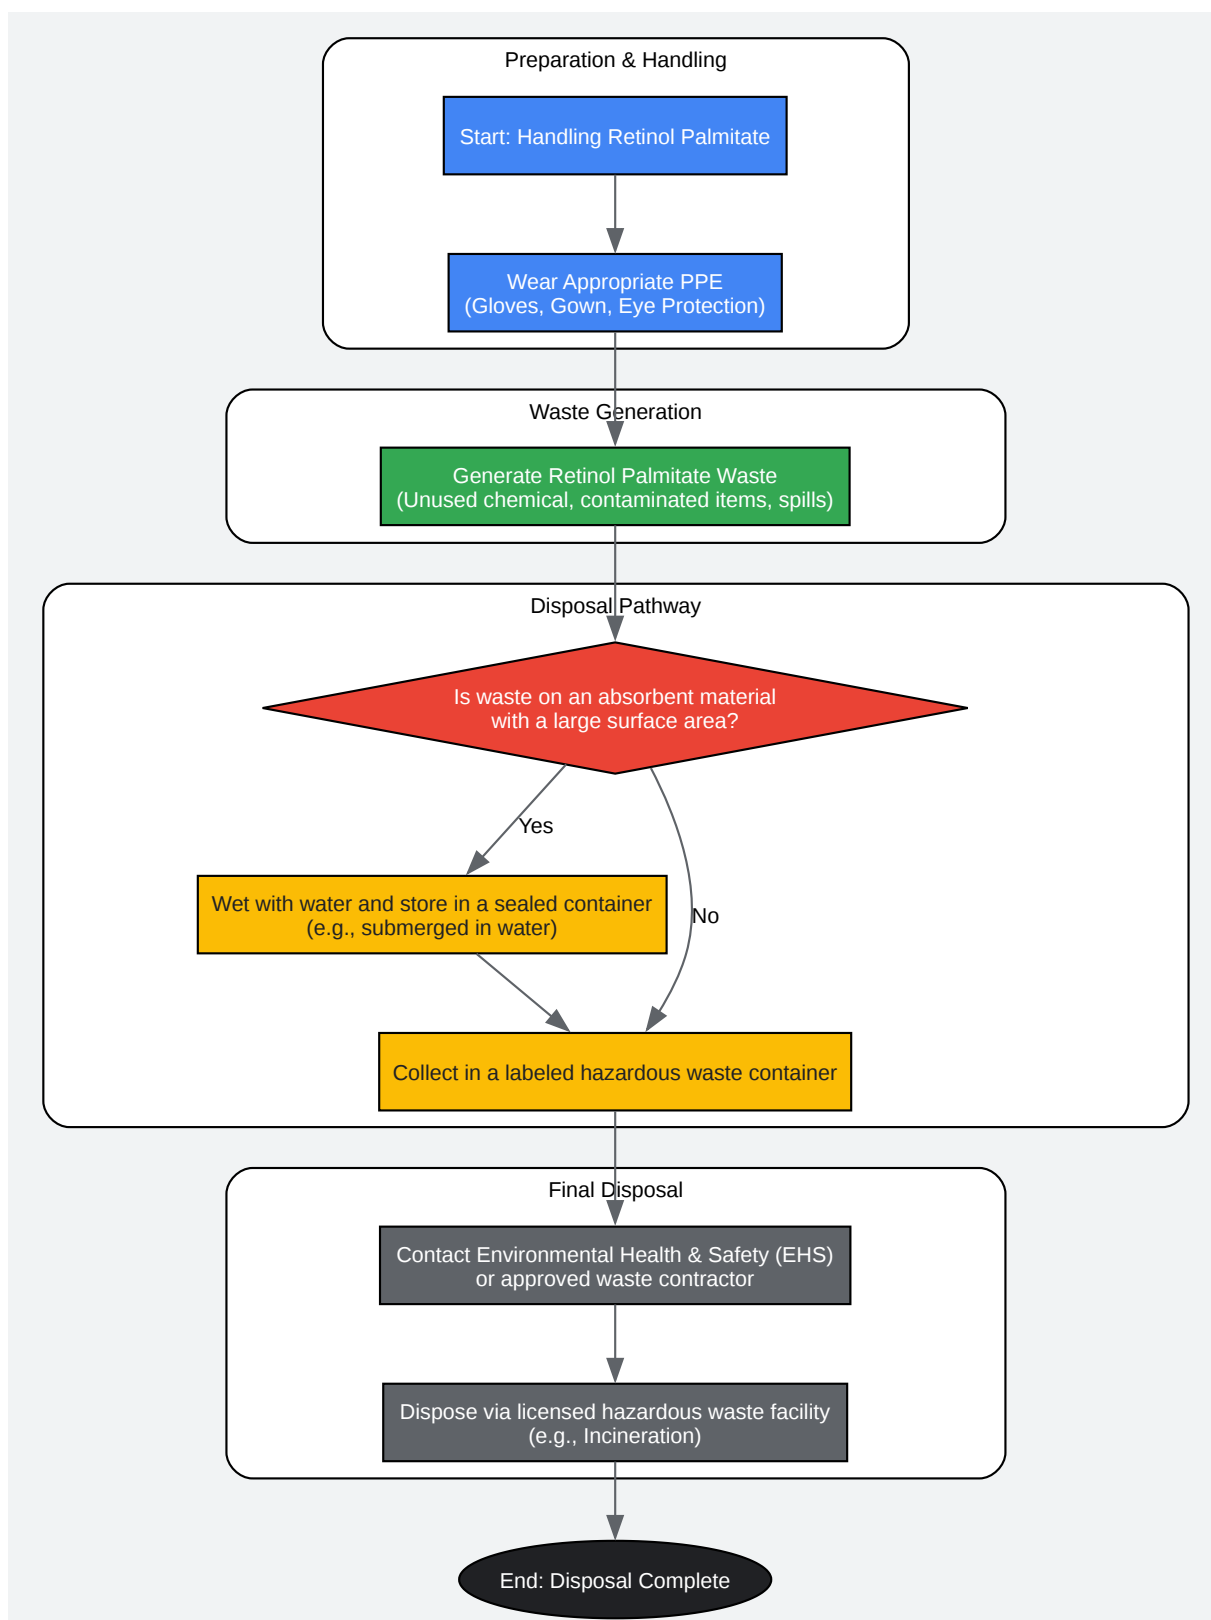 Preparation & Handling
Start: Handling Retinol Palmitate
Wear Appropriate PPE
(Gloves, Gown, Eye Protection)
Waste Generation
Generate Retinol Palmitate Waste
(Unused chemical, contaminated items, spills)
Disposal Pathway
Is waste on an absorbent material
with a large surface area?
Yes
Wet with water and store in a sealed container
(e.g., submerged in water)
No
Collect in a labeled hazardous waste container
Final Disposal
Contact Environmental Health & Safety (EHS)
or approved waste contractor
Dispose via licensed hazardous waste facility
(e.g., Incineration)
End: Disposal Complete